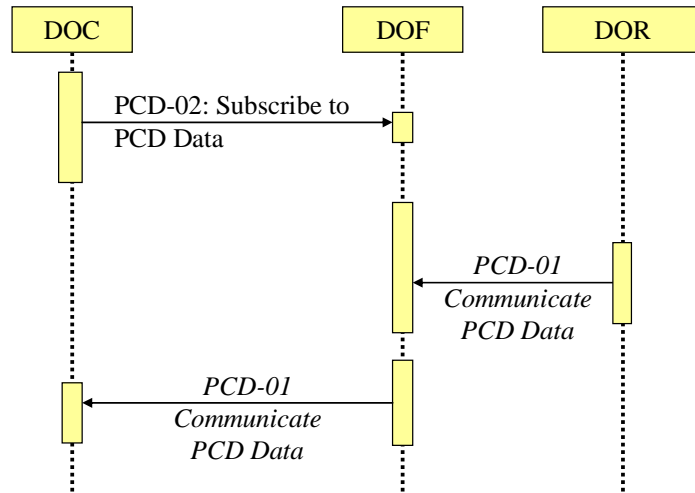 DOC
DOF
DOR
PCD-02: Subscribe to
PCD Data
PCD-01
Communicate
PCD Data
PCD-01
Communicate
PCD Data